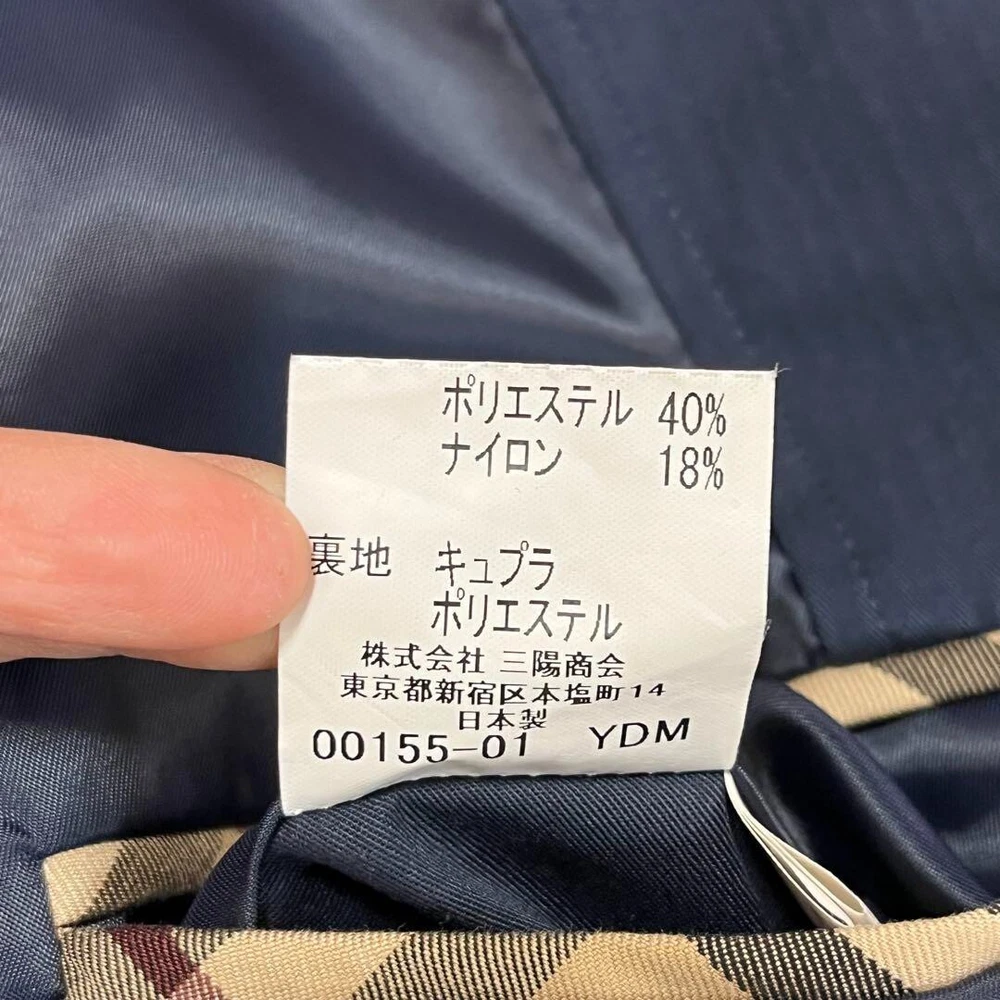 ポリエステル 40%
ナイロン 18%
裏地 キュプラ
ポリエステル
株式会社 三陽商会
東京都新宿区本塩町14
日本製
00155-01 YDM